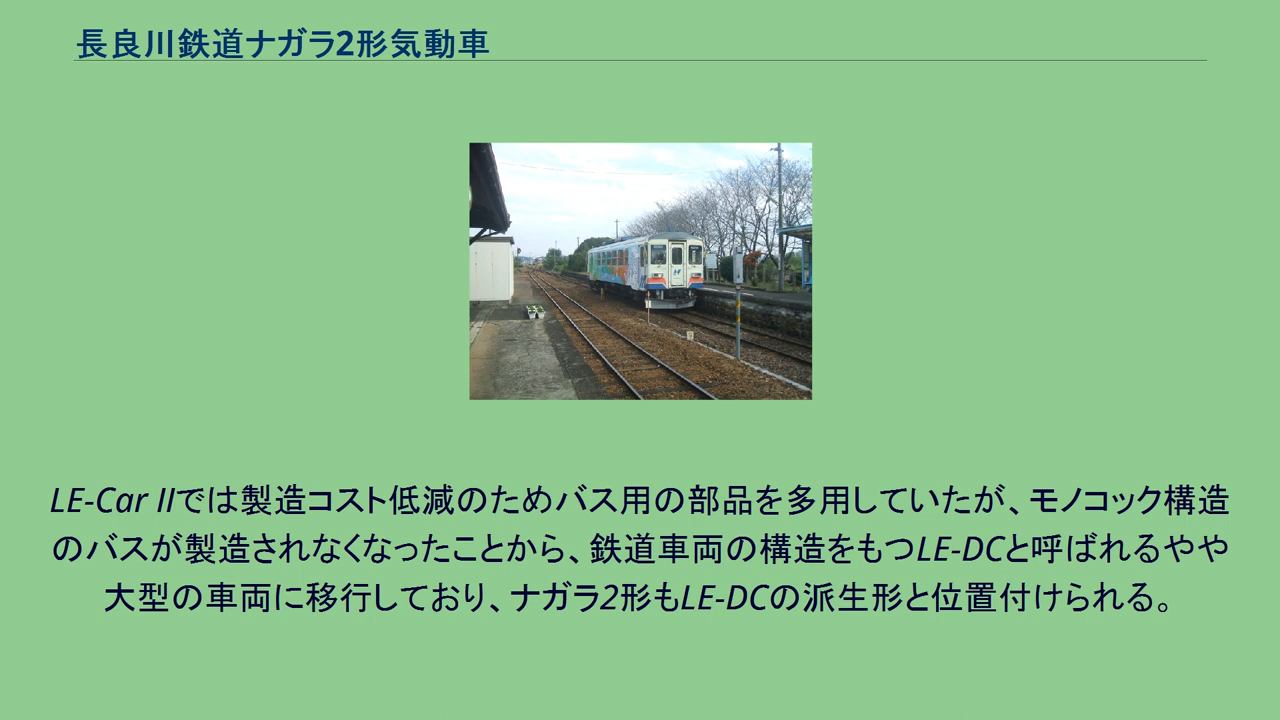 長良川鉄道ナガラ2形気動車
LE-Car IIでは製造コスト低減のためバス用の部品を多用していたが、モノコック構造
のバスが製造されなくなったことから、鉄道車両の構造をもつLE-DCと呼ばれるやや
大型の車両に移行しており、ナガラ2形もLE-DCの派生形と位置付けられる。